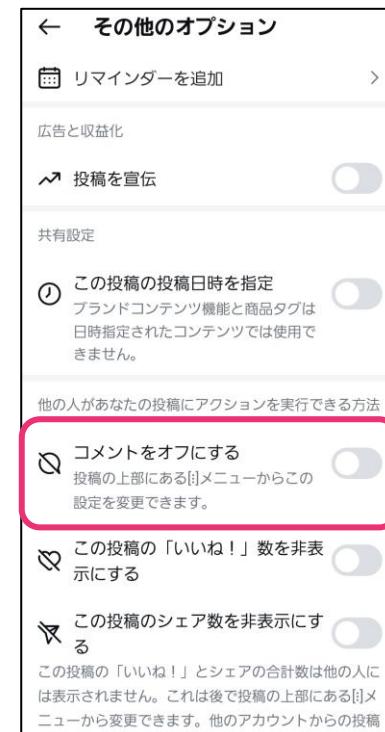 ← その他のオプション
リマインダーを追加
広告と収益化
投稿を宣伝
共有設定
この投稿の投稿日時を指定
ブランドコンテンツ機能と商品タグは
日時指定されたコンテンツでは使用で
きません。
他の人があなたの投稿にアクションを実行できる方法
コメントをオフにする
投稿の上部にある[⁝]メニューからこの
設定を変更できます。
この投稿の「いいね！」数を非表
示にする
この投稿のシェア数を非表示にす
る
この投稿の「いいね！」とシェアの合計数は他の人に
は表示されません。これは後で投稿の上部にある[⁝]メ
ニューから変更できます。他のアカウントからの投稿